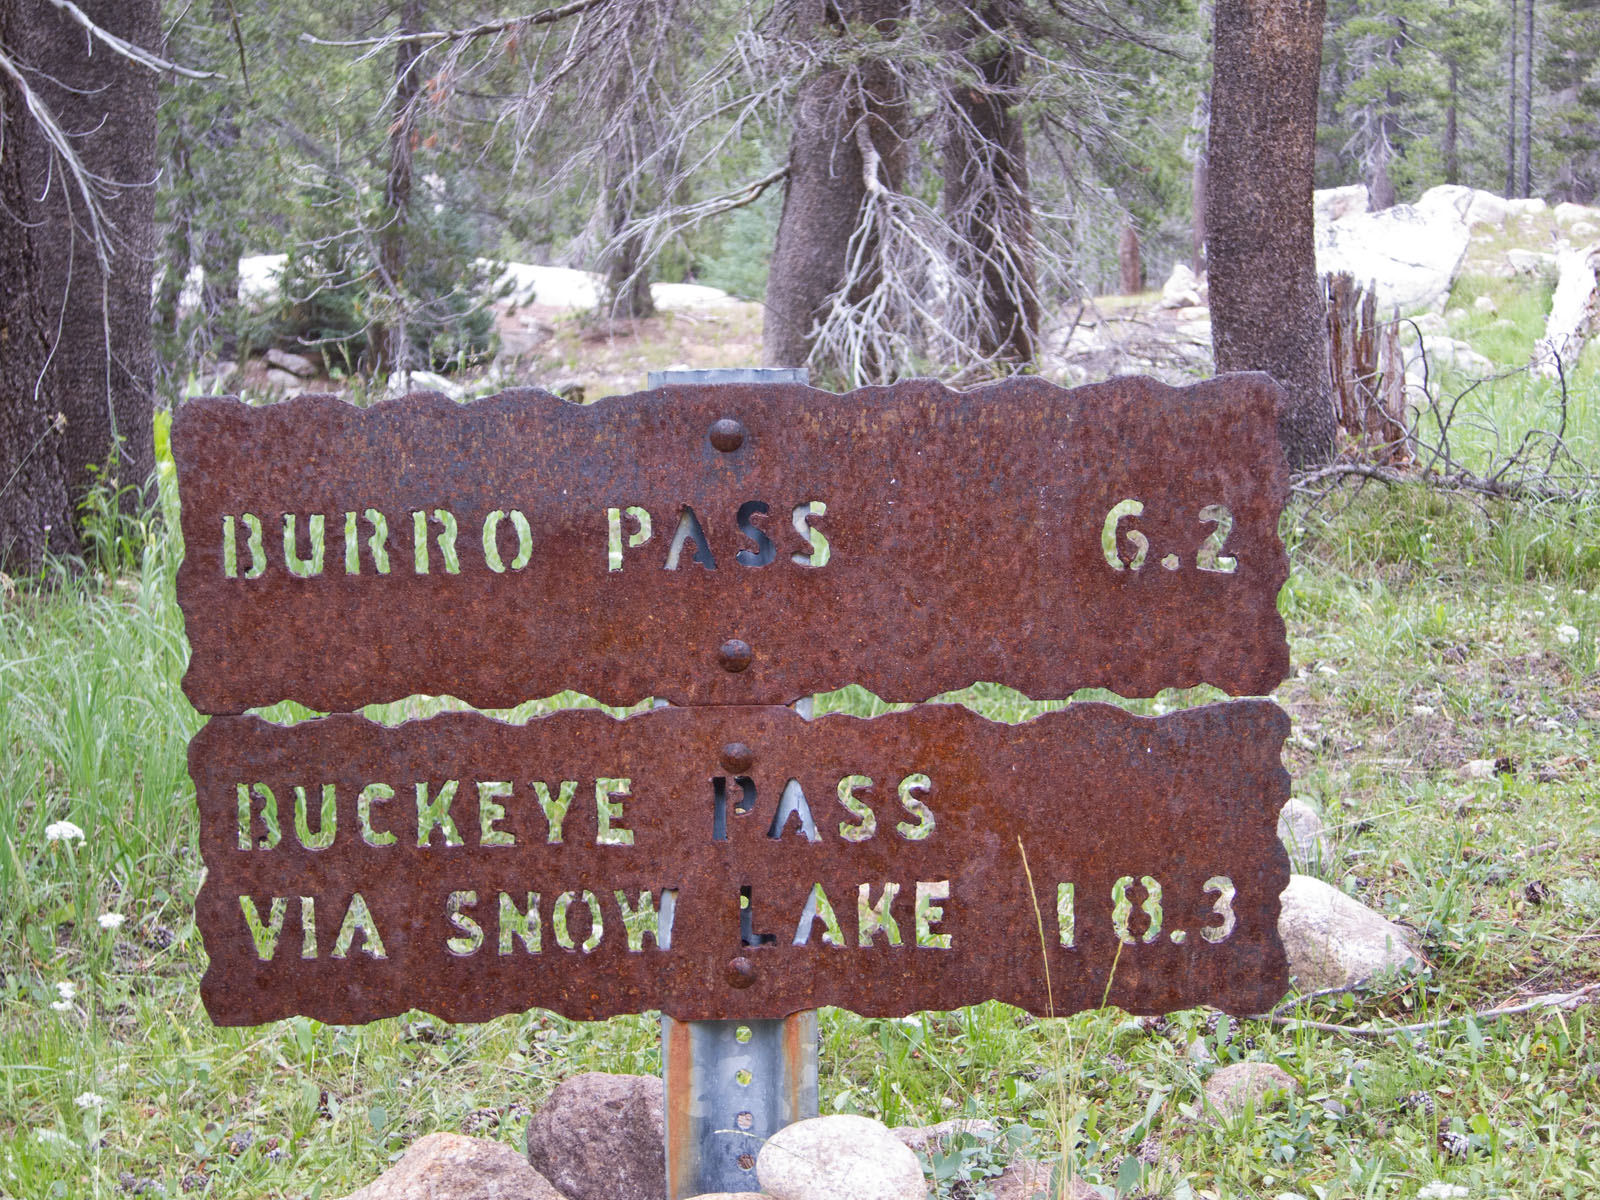 BURRO PASS 6.2
BUCKEYE PASS
VIA SNOW LAKE 18.3